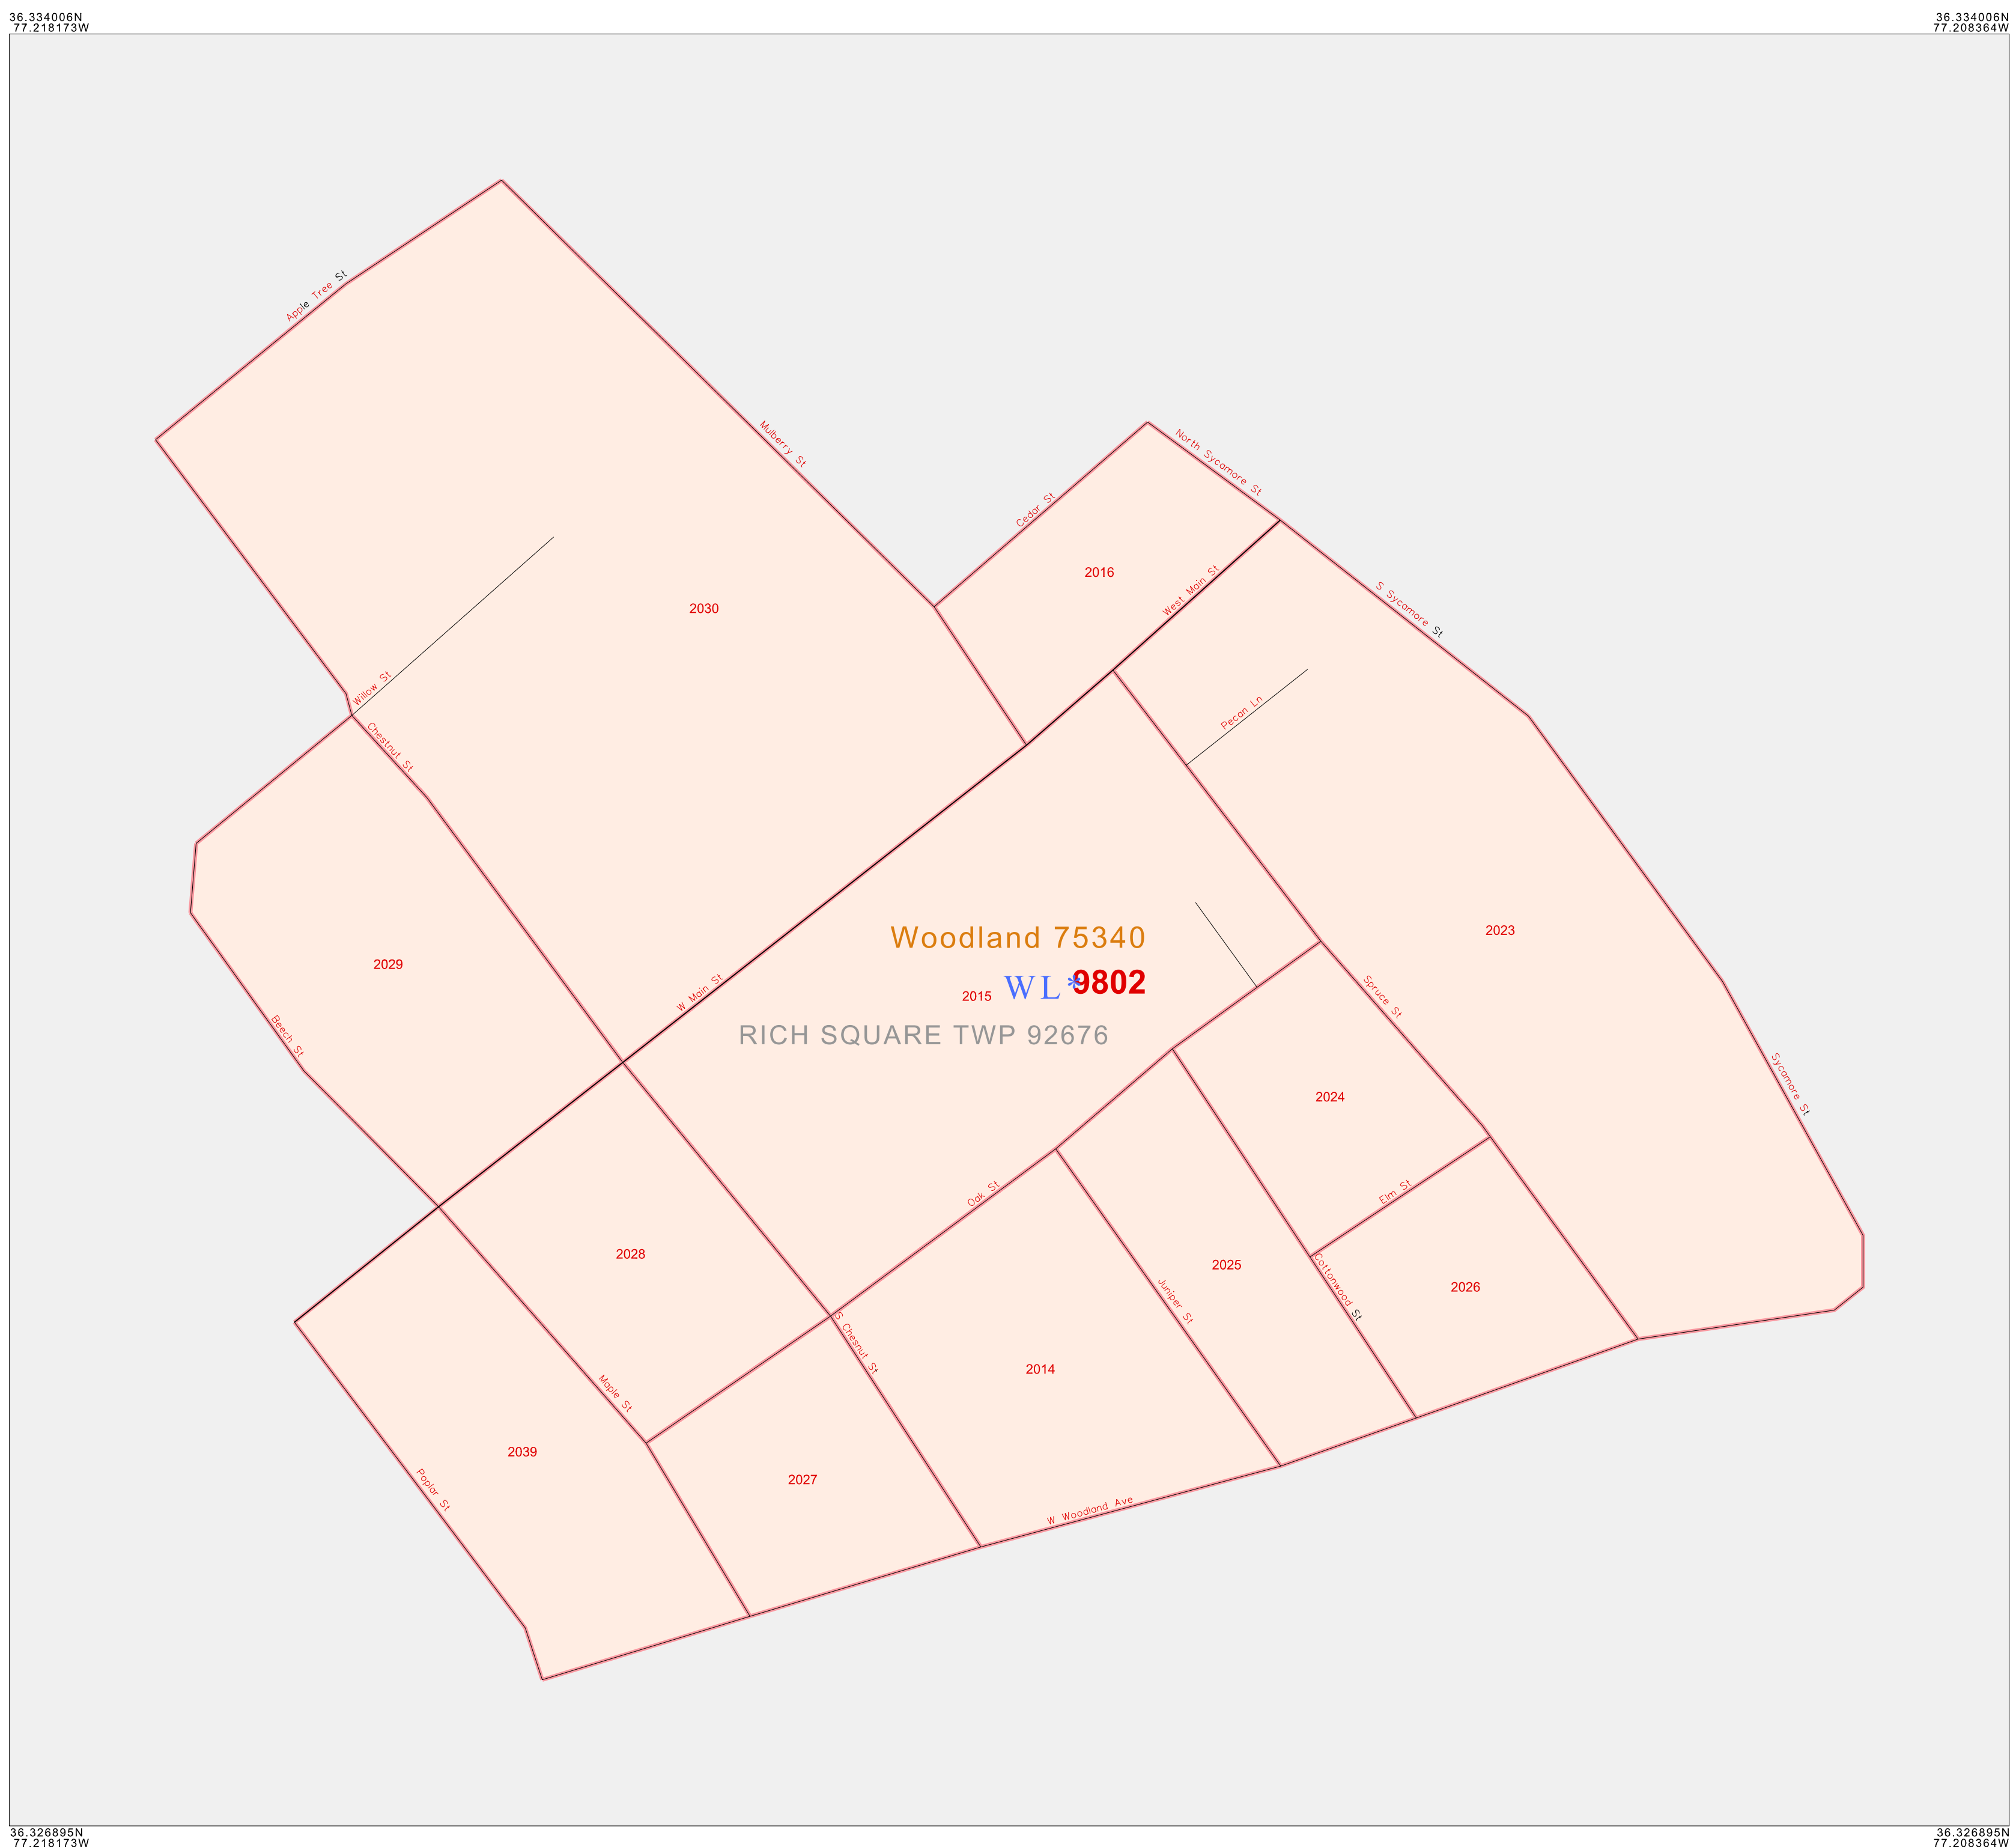 36.334006N
77.218173W
36.334006N
77.208364W
Apple Tree St
Mulberry St
North Sycamore St
Cedar St
2016
West Main St
S Sycamore St
2030
Willow St
Pecan Ln
Chestnut St
2023
Woodland 75340
2029
9802
WL*
2015
W Main St
Spruce St
RICH SQUARE TWP 92676
Beech St
Sycamore St
2024
Elm St
Oak St
2028
2025
Cottonwood St
2026
Juniper St
S Chesnut St
2014
Maple St
2039
2027
Poplar St
W Woodland Ave
36.326895N
77.218173W
36.326895N
77.208364W